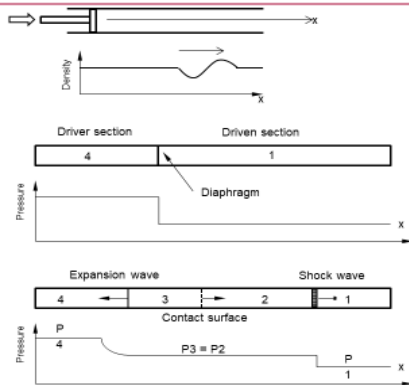 x
Density
x
Driver section Driven section
4 1
Diaphragm
Pressure
x
Expansion wave Shock wave
4 3 2 1
Contact surface
Pressure
P
4
P3 = P2
P
1
x